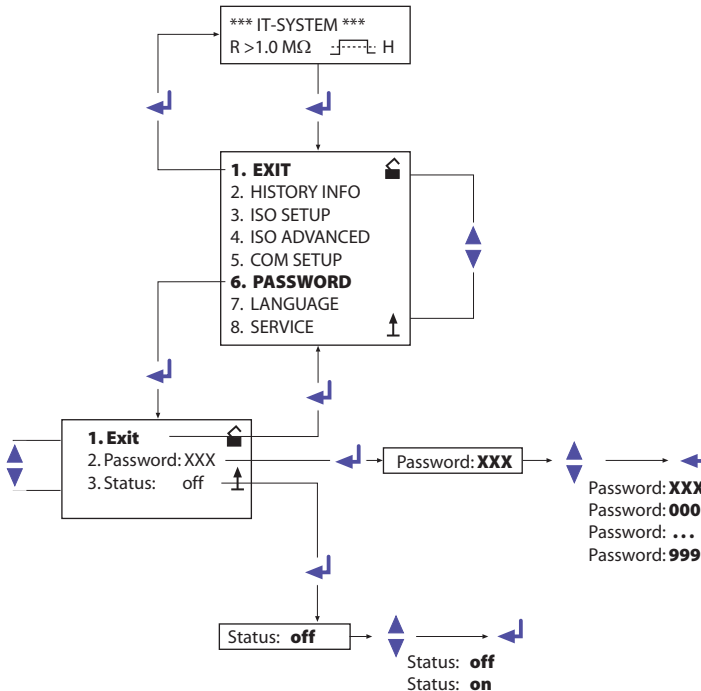 *** IT-SYSTEM ***
R >1.0 MΩ H
1. EXIT
2. HISTORY INFO
3. ISO SETUP
4. ISO ADVANCED
5. COM SETUP
6. PASSWORD
7. LANGUAGE
8. SERVICE
1. Exit
2. Password: XXX
3. Status: off
Password: XXX
Password: XXX
Password: 000
Password: ...
Password: 999
Status: off
Status: off
Status: on